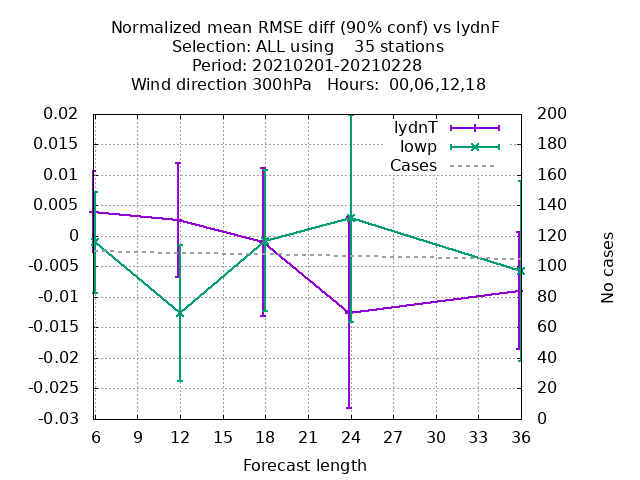 Normalized mean RMSE diff (90% conf) vs lydnF
Selection: ALL using    35 stations
Period: 20210201-20210228
Wind direction 300hPa   Hours:  00,06,12,18
0.02
0.015
0.01
0.005
0
-0.005
-0.01
-0.015
-0.02
-0.025
-0.03
200
180
160
140
120
100
80
60
40
20
0
lydnT
lowp
Cases
No cases
6 9 12 15 18 21 24 27 30 33 36
Forecast length